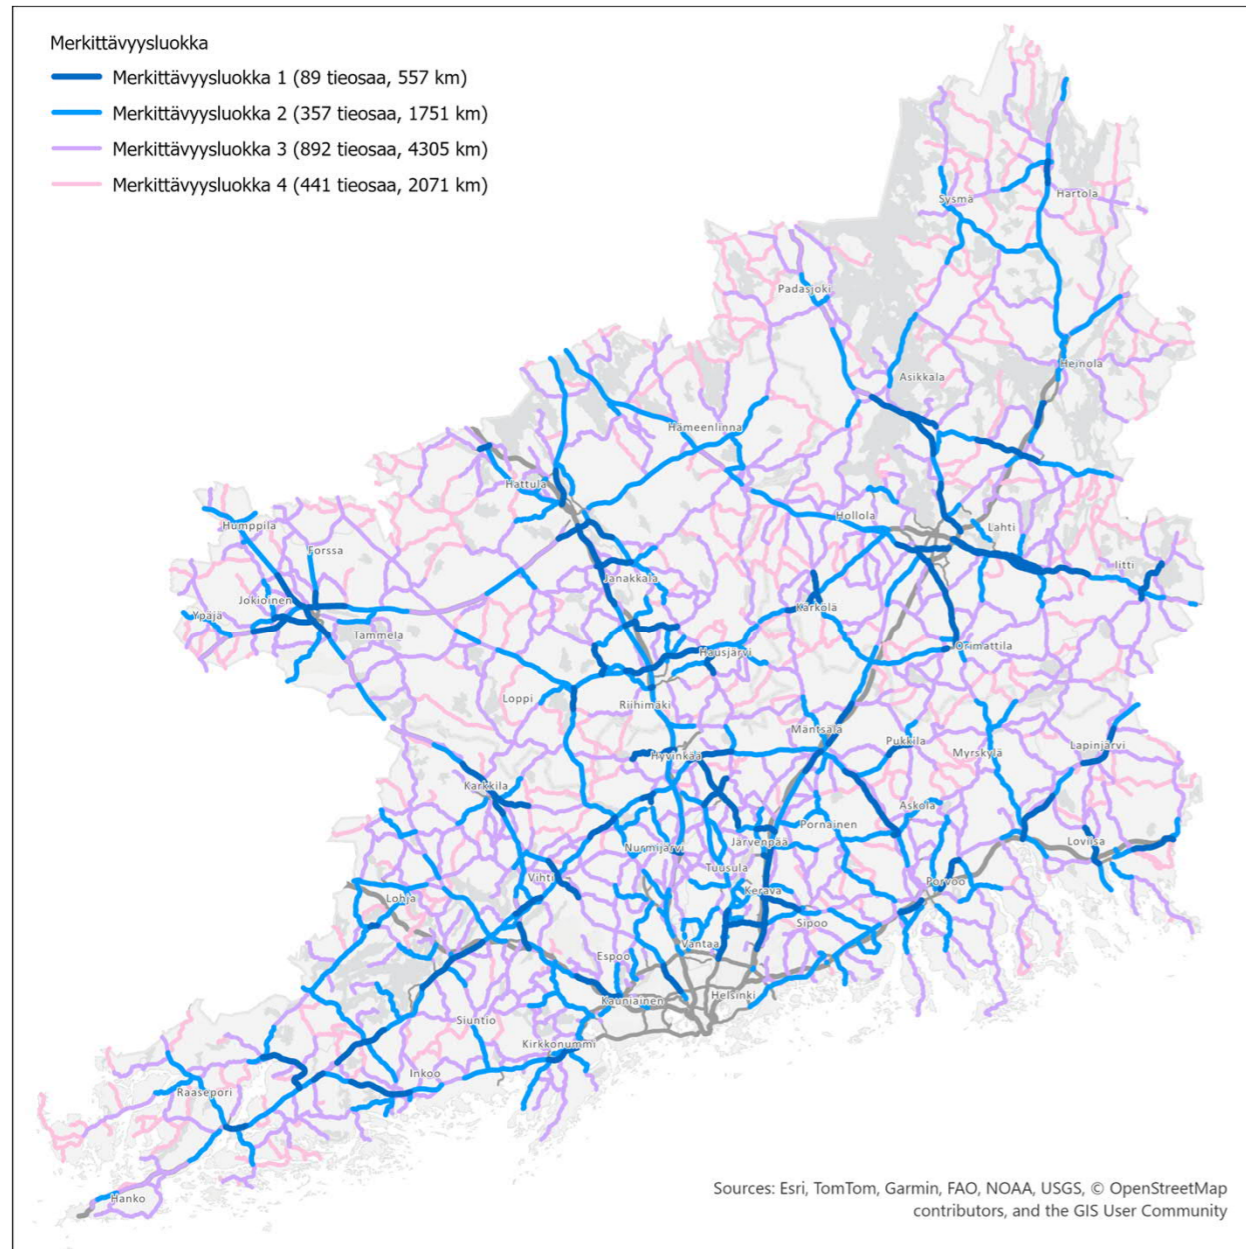 Merkittävyysluokka
Merkittävyysluokka 1 (89 tieosaa, 557 km)
Merkittävyysluokka 2 (357 tieosaa, 1751 km)
Merkittävyysluokka 3 (892 tieosaa, 4305 km)
Merkittävyysluokka 4 (441 tieosaa, 2071 km)
Sysmä
Hartola
Padasjoki
Heinola
Asikkala
Hämeenlinna
Hattula
Hollola
Lahti
Humppila
Forssa
Iitti
Janakkala
Jokioinen
Ypäjä
Kärkölä
Tammela
Orimattila
Hausjärvi
Loppi
Riihimäki
Mäntsälä
Pukkila
Myrskylä
Lapinjärvi
Hyvinkää
Karkkila
Askola
Pornainen
Järvenpää
Nurmijärvi
Loviisa
Tuusula
Vihti
Porvoo
Kerava
Lohja
Sipoo
Vantaa
Espoo
Kauniainen
Helsinki
Siuntio
Kirkkonummi
Inkoo
Raasepori
Hanko
Sources: Esri, TomTom, Garmin, FAO, NOAA, USGS, © OpenStreetMap
contributors, and the GIS User Community